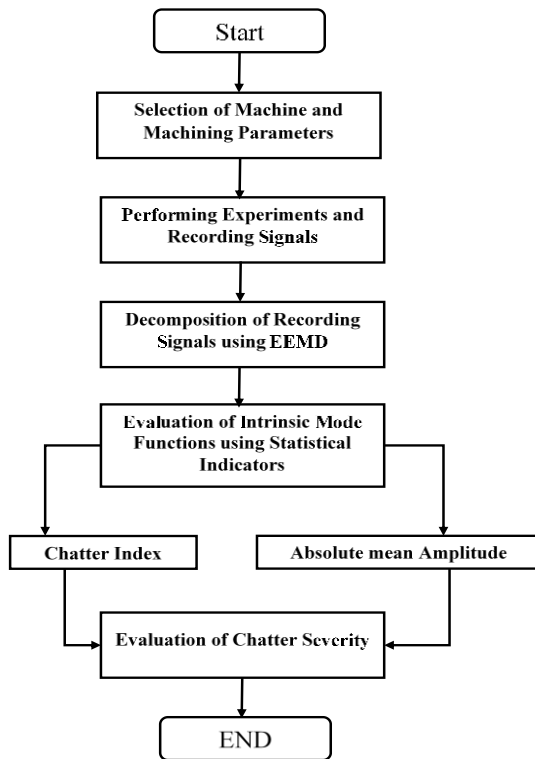 Start
Selection of Machine and
Machining Parameters
Performing Experiments and
Recording Signals
Decomposition of Recording
Signals using EEMD
Evaluation of Intrinsic Mode
Functions using Statistical
Indicators
Chatter Index
Absolute mean Amplitude
Evaluation of Chatter Severity
END